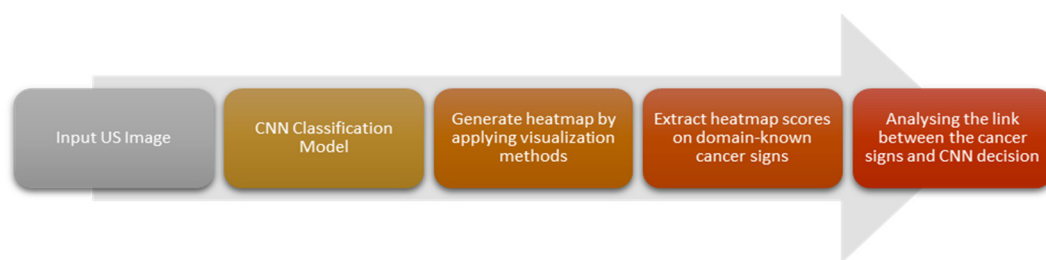 Input US Image
CNN Classification
Model
Generate heatmap by
applying visualization
methods
Extract heatmap scores
on domain-known
cancer signs
Analysing the link
between the cancer
signs and CNN decision